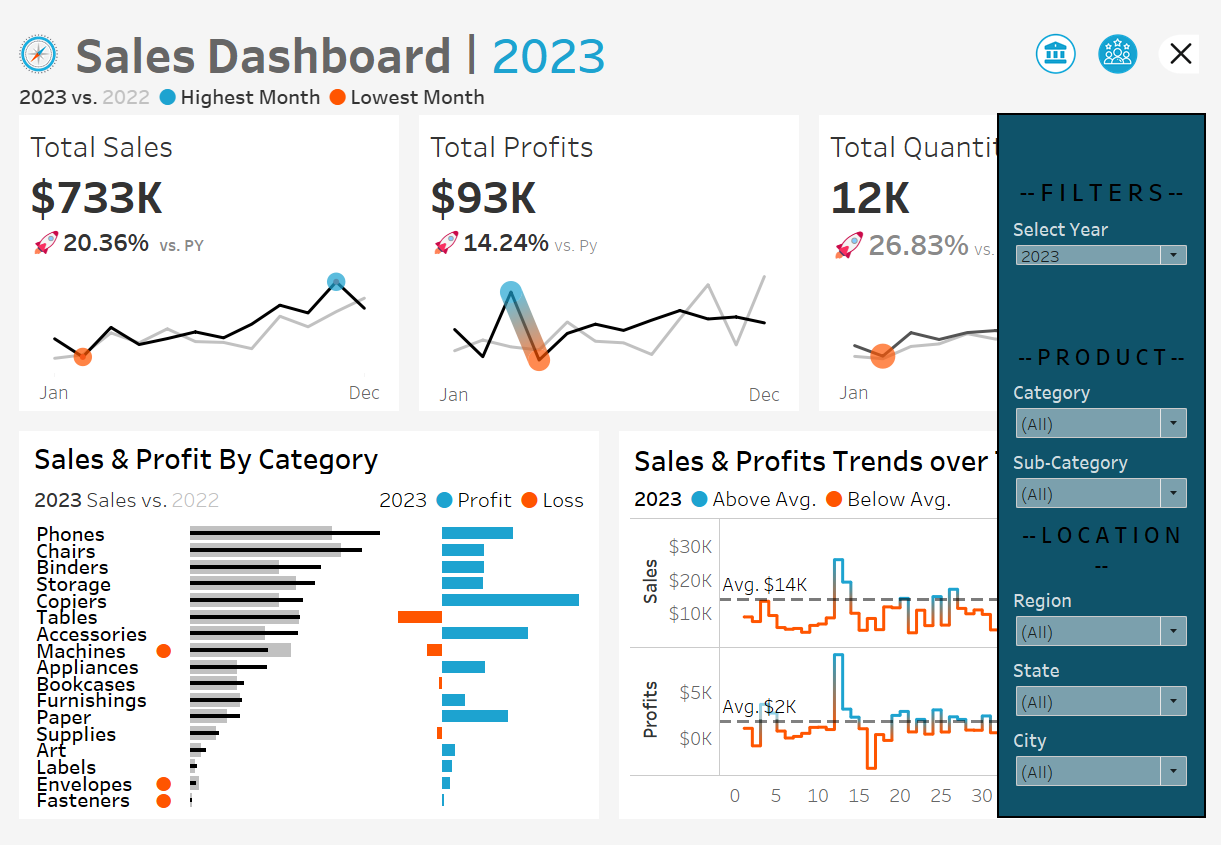 Sales Dashboard | 2023
2023 vs. 2022 Highest Month Lowest Month
Total Sales
$733K
20.36% vs. PY
Jan Dec
Total Profits
$93K
14.24% vs. Py
Jan Dec
Total Quantit
12K
26.83% vs.
Jan
Sales & Profit By Category
2023 Sales vs. 2022
2023 Profit Loss
Phones
Chairs
Binders
Storage
Copiers
Tables
Accessories
Machines
Appliances
Bookcases
Furnishings
Paper
Supplies
Art
Labels
Envelopes
Fasteners
Sales & Profits Trends over
2023 Above Avg. Below Avg.
Sales
$30K
$20K
$10K
Avg. $14K
Profits
$5K
$0K
Avg. $2K
0 5 10 15 20 25 30
--FILTERS--
Select Year
2023
--PRODUCT--
Category
(All)
Sub-Category
(All)
--LOCATION
--
Region
(All)
State
(All)
City
(All)